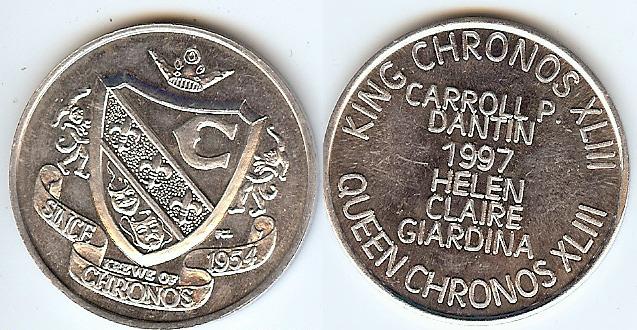 C
SINCE
KREWE OF
CHRONOS
1954
KING CHRONOS XLIII
CARROLL P.
DANTIN
1997
HELEN
CLAIRE
GIARDINA
QUEEN CHRONOS XLIII